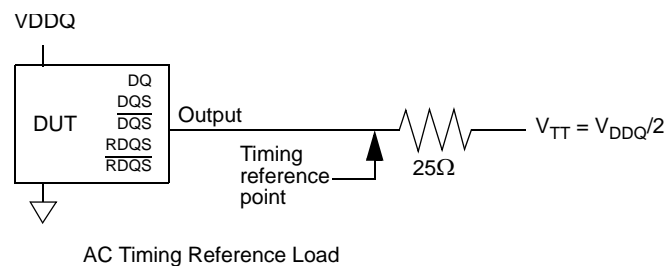 VDDQ
DQ
DQS
DQS
RDQS
RDQS
DUT
Output
Timing
reference
point
25Ω
VTT = VDDQ/2
AC Timing Reference Load